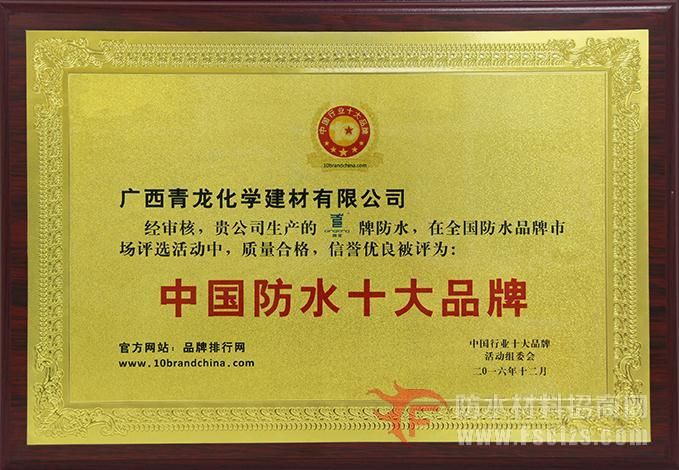 中国行业十大品牌
10brandchina.com
广西青龙化学建材有限公司
经审核，贵公司生产的 qinglong 青龙 牌防水，在全国防水品牌市
场评选活动中，质量合格，信誉优良被评为：
中国防水十大品牌
官方网站：品牌排行网
www.10brandchina.com
中国行业十大品牌
活动组委会
二〇一六年十二月
防水材料招商网
www.fsclzs.com